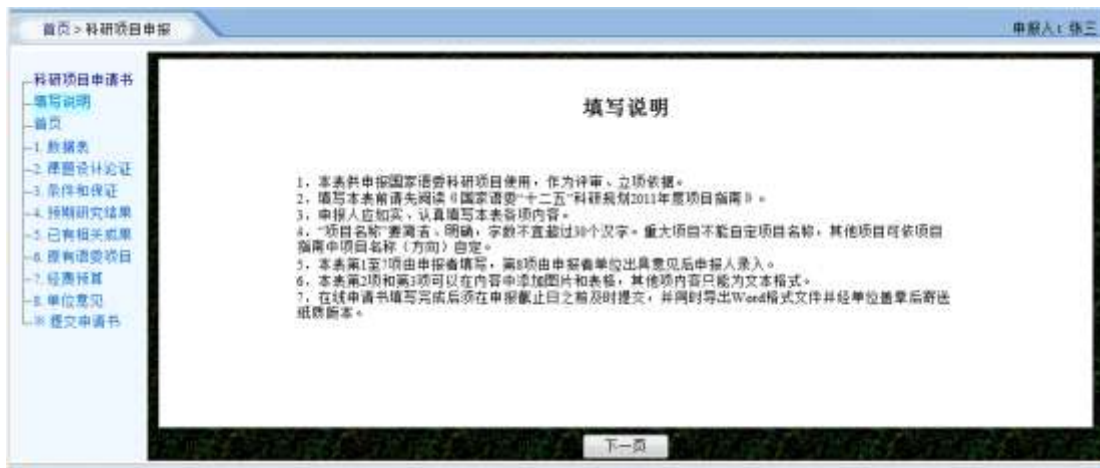 首页>科研项目申报
申报人：张三
科研项目申请书
填写说明
首页
1. 数据表
2. 课题设计论证
3. 条件和保证
4. 预期研究结果
5. 已有相关成果
6. 原有语委项目
7. 经费预算
8. 单位意见
※ 提交申请书
填写说明
1，本表供申报国家语委科研项目使用，作为评审、立项依据。
2，填写本表前请先阅读《国家语委“十二五”科研规划2011年度项目指南》。
3，申报人应如实、认真填写本表各项内容。
4，“项目名称”要简洁、明确，字数不宜超过30个汉字。重大项目不能自定项目名称，其他项目可依项目
指南中项目名称（方向）自定。
5，本表第1至7项由申报者填写，第8项由申报者单位出具意见后申报人录入。
6，本表第2项和第3项可以在内容中添加图片和表格，其他项内容只能为文本格式。
7，在线申请书填写完成后须在申报截止日之前及时提交，并同时导出Word格式文件并经单位盖章后寄送
纸质版本。
下一页